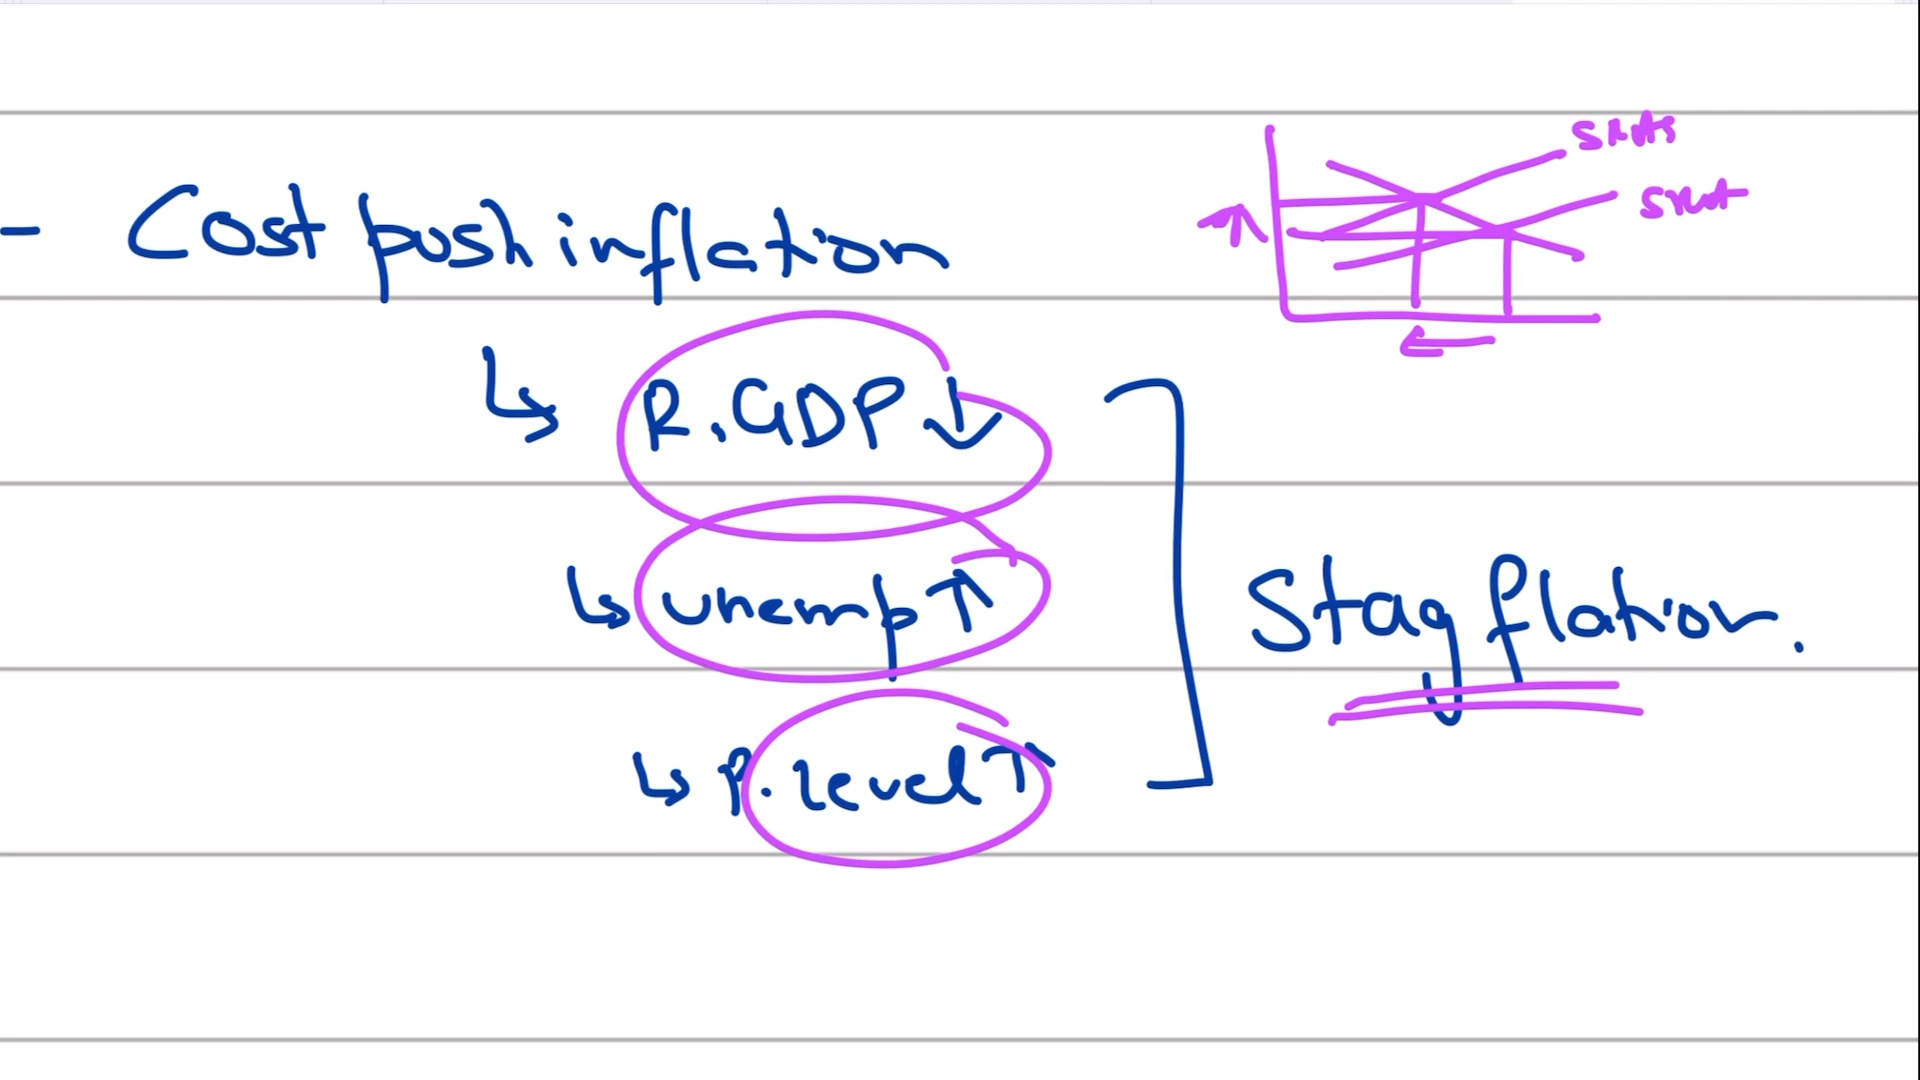 SRAS
- Cost push inflation
↳ R.GDP ↓
↳ unemp ↑
Stagflation.
↳ P. level ↑